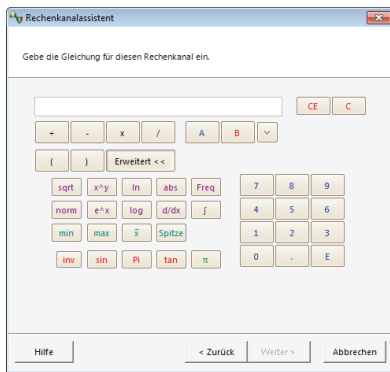 Rechenkanalassistent
Gebe die Gleichung für diesen Rechenkanal ein.
CE C
+ - x / A B
( ) Erweitert <<
sqrt x^y ln abs Freq 7 8 9
norm e^x log d/dx ∫ 4 5 6
min max x̄ Spitze 1 2 3
inv sin Pi tan π 0 . E
Hilfe < Zurück Weiter > Abbrechen